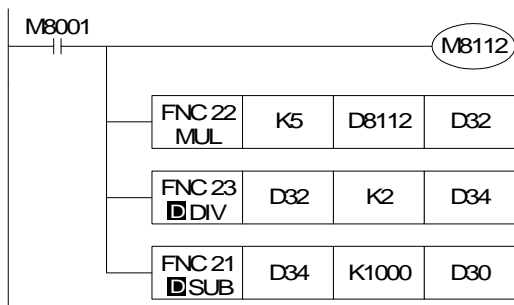 M8001
M8112
FNC 22 MUL K5 D8112 D32
FNC 23 D DIV D32 K2 D34
FNC 21 D SUB D34 K1000 D30